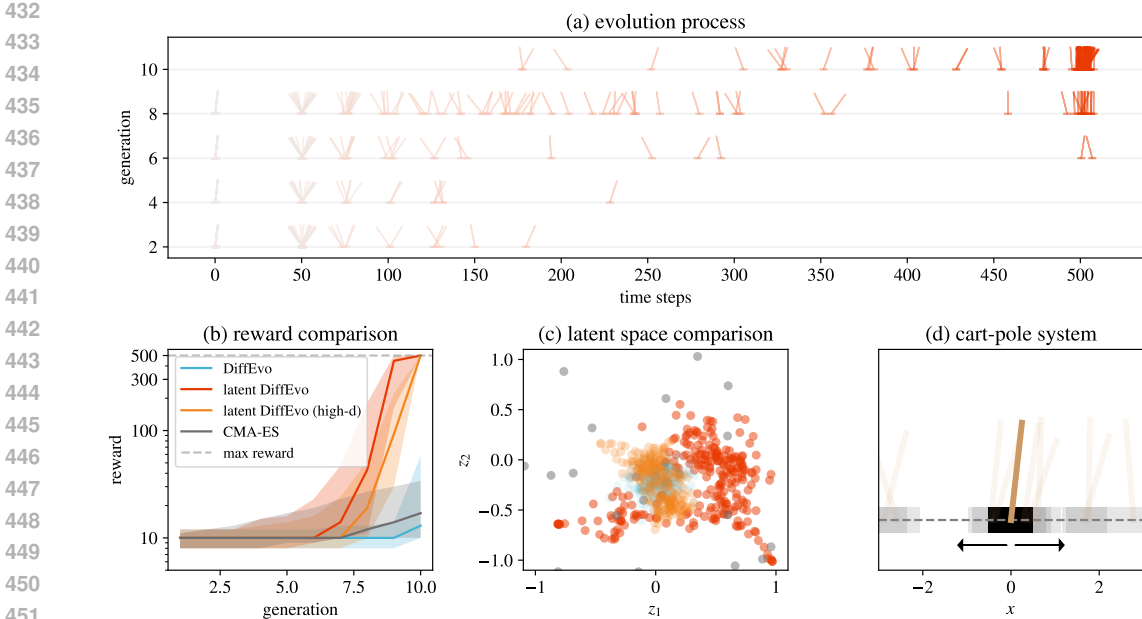 432
433
434
435
436
437
438
439
440
441
442
443
444
445
446
447
448
449
450
451
(a) evolution process
generation
10
8
6
4
2
0 50 100 150 200 250 300 350 400 450 500
time steps
(b) reward comparison
reward
500
300
100
10
DiffEvo
latent DiffEvo
latent DiffEvo (high-d)
CMA-ES
max reward
2.5 5.0 7.5 10.0
generation
(c) latent space comparison
z2
1.0
0.5
0.0
−0.5
−1.0
−1 0 1
z1
(d) cart-pole system
−2 0 2
x